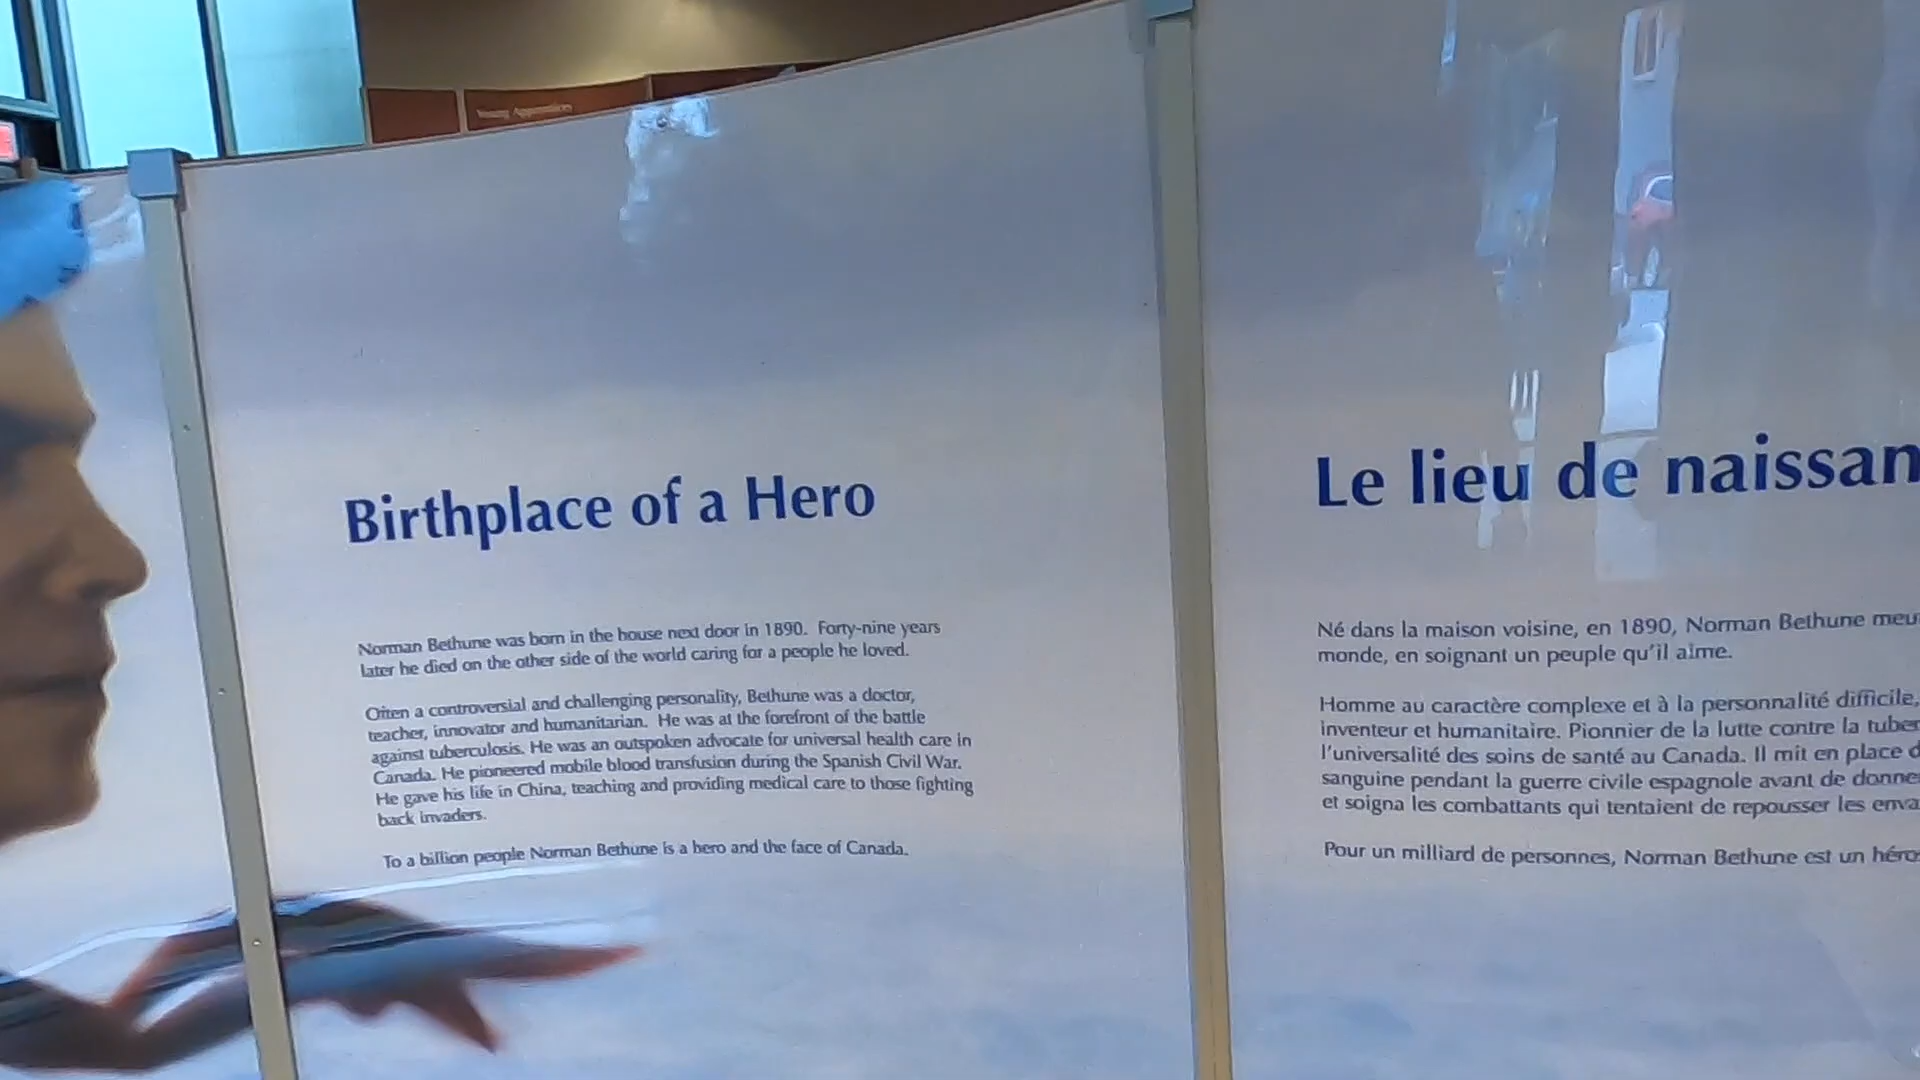 Young Apprentices
Birthplace of a Hero
Norman Bethune was born in the house next door in 1890. Forty-nine years
later he died on the other side of the world caring for a people he loved.
Often a controversial and challenging personality, Bethune was a doctor,
teacher, innovator and humanitarian. He was at the forefront of the battle
against tuberculosis. He was an outspoken advocate for universal health care in
Canada. He pioneered mobile blood transfusion during the Spanish Civil War.
He gave his life in China, teaching and providing medical care to those fighting
back invaders.
To a billion people Norman Bethune is a hero and the face of Canada.
Le lieu de naissan
Né dans la maison voisine, en 1890, Norman Bethune meu
monde, en soignant un peuple qu'il aime.
Homme au caractère complexe et à la personnalité difficile,
inventeur et humanitaire. Pionnier de la lutte contre la tuber
l'universalité des soins de santé au Canada. Il mit en place d
sanguine pendant la guerre civile espagnole avant de donne
et soigna les combattants qui tentaient de repousser les enva
Pour un milliard de personnes, Norman Bethune est un héro